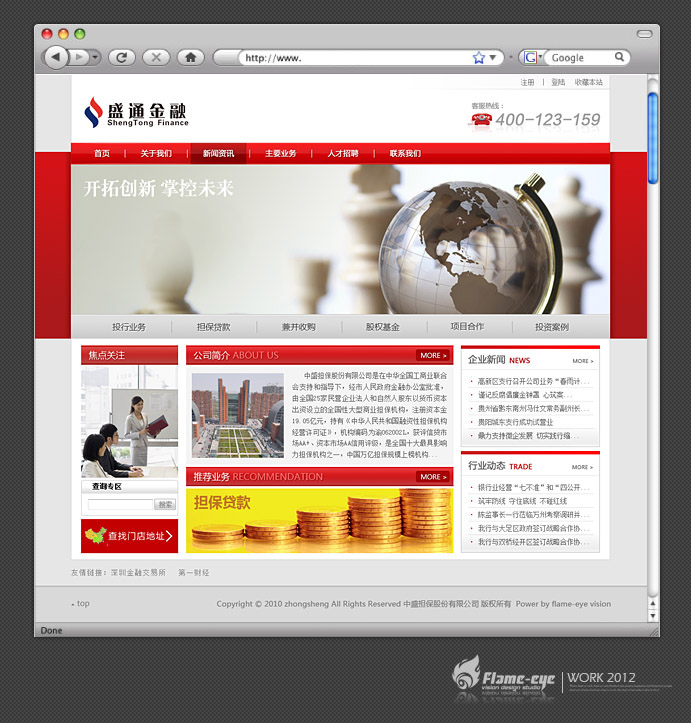 http://www.
Google
注册 | 登陆 收藏本站
盛通金融
ShengTong Finance
客服热线：
400-123-159
首页 | 关于我们 | 新闻资讯 | 主要业务 | 人才招聘 | 联系我们
开拓创新 掌控未来
投行业务 担保贷款 兼并收购 股权基金 项目合作 投资案例
焦点关注
查询专区
搜索
查找门店地址
公司简介 ABOUT US MORE >
中盛担保股份有限公司是在中华全国工商业联合
会支持和指导下，经市人民政府金融办公室批准，
由全国25家民营企业法人和自然人股东以货币资本
出资设立的全国性大型商业担保机构，注册资本金
19.05亿元，持有《中华人民共和国融资性担保机构
经营许可证》，机构编码为渝062002L，获评信贷市
场AA+、资本市场AA信用评级，是全国十大最具影响
力担保机构之一，中国万亿担保规模上榜机构...
推荐业务 RECOMMENDATION MORE >
担保贷款
企业新闻 NEWS MORE >
高新区支行召开公司业务“春雨计...
谨记反腐倡廉金钟罩 心筑案...
贵州省黔东南州马仕文常务副州长...
贵阳城东支行成功试营业
鼎力支持国企发展 切实践行缩...
行业动态 TRADE MORE >
银行业经营“七不准”和“四公开...
筑牢防线 守住底线 不碰红线
陈监事长一行莅临万州考察调研并...
我行与大足区政府签订战略合作协...
我行与双桥经开区签订战略合作协...
友情链接：深圳金融交易所 第一财经
top
Copyright © 2010 zhongsheng All Rights Reserved 中盛担保股份有限公司 版权所有 Power by flame-eye vision
Done
Flame-eye
vision design studio
WORK 2012